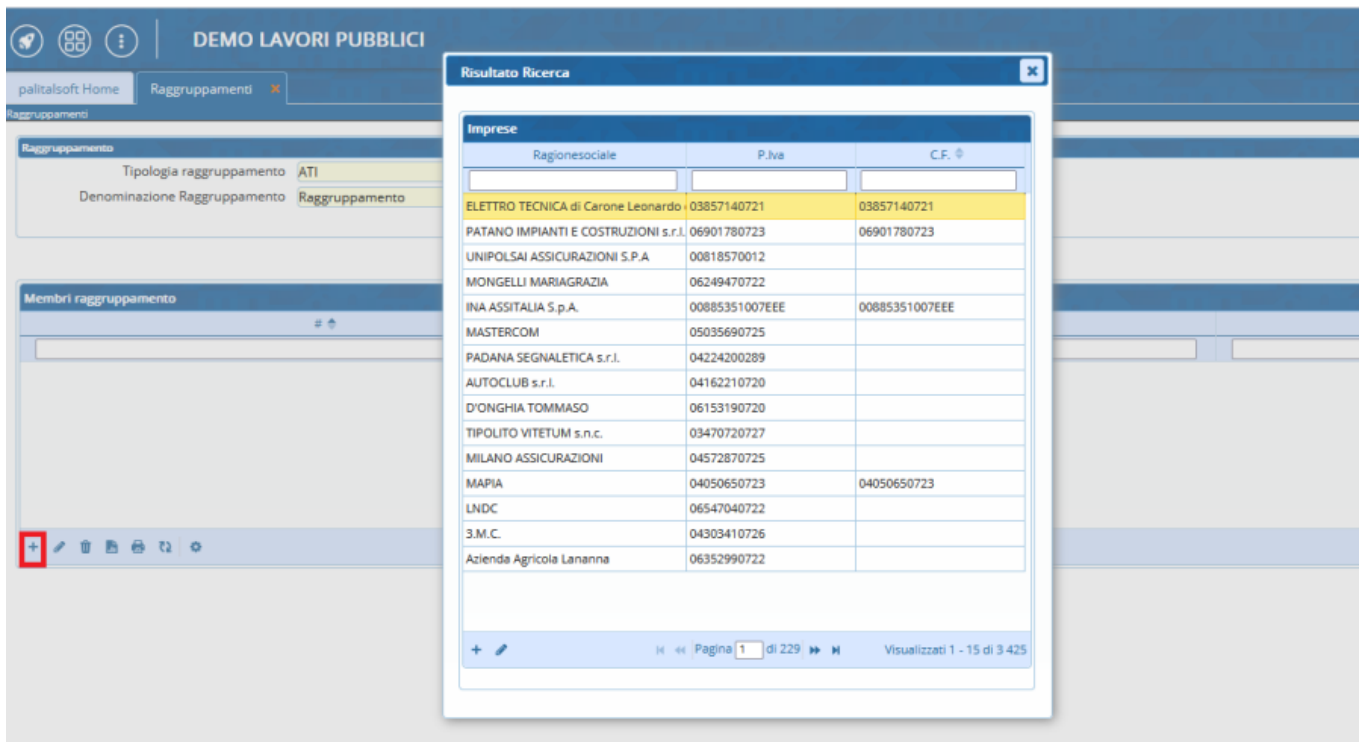 DEMO LAVORI PUBBLICI
palitalsoft Home
Raggruppamenti
Raggruppamenti
Raggruppamento
Tipologia raggruppamento ATI
Denominazione Raggruppamento Raggruppamento
Membri raggruppamento
#
Risultato Ricerca
Imprese
Ragionesociale P.Iva C.F.
ELETTRO TECNICA di Carone Leonardo 03857140721 03857140721
PATANO IMPIANTI E COSTRUZIONI s.r.l. 06901780723 06901780723
UNIPOLSAI ASSICURAZIONI S.P.A 00818570012
MONGELLI MARIAGRAZIA 06249470722
INA ASSITALIA S.p.A. 00885351007EEE 00885351007EEE
MASTERCOM 05035690725
PADANA SEGNALETICA s.r.l. 04224200289
AUTOCLUB s.r.l. 04162210720
D'ONGHIA TOMMASO 06153190720
TIPOLITO VITETUM s.n.c. 03470720727
MILANO ASSICURAZIONI 04572870725
MAPIA 04050650723 04050650723
LNDC 06547040722
3.M.C. 04303410726
Azienda Agricola Lananna 06352990722
Pagina 1 di 229 Visualizzati 1 - 15 di 3 425